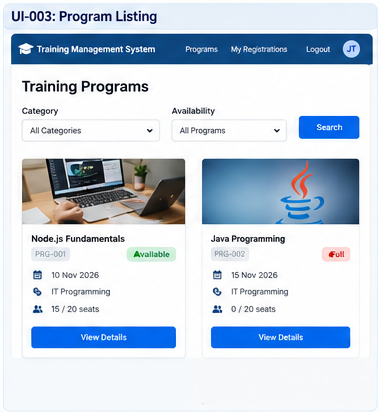 UI-003: Program Listing
Training Management System Programs My Registrations Logout JT
Training Programs
Category Availability
All Categories All Programs Search
Node.js Fundamentals
PRG-001 Available
10 Nov 2026
IT Programming
15 / 20 seats
View Details
Java Programming
PRG-002 Full
15 Nov 2026
IT Programming
0 / 20 seats
View Details